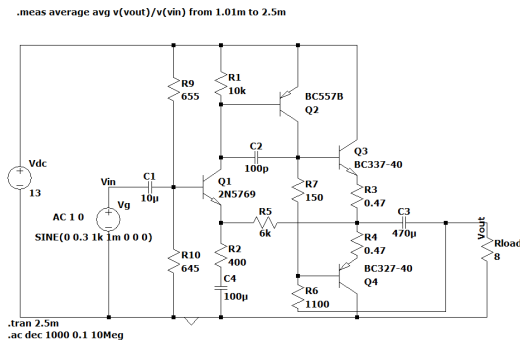 .meas average avg v(vout)/v(vin) from 1.01m to 2.5m
R9
655
R1
10k
BC557B
Q2
C2
100p
Q3
BC337-40
Vdc
13
Vin
C1
10µ
Q1
2N5769
R7
150
R3
0.47
Vg
AC 1 0
SINE(0 0.3 1k 1m 0 0 0)
R5
6k
C3
470µ
Vout
R10
645
R2
400
R4
0.47
Rload
8
C4
100µ
BC327-40
Q4
R6
1100
.tran 2.5m
.ac dec 1000 0.1 10Meg